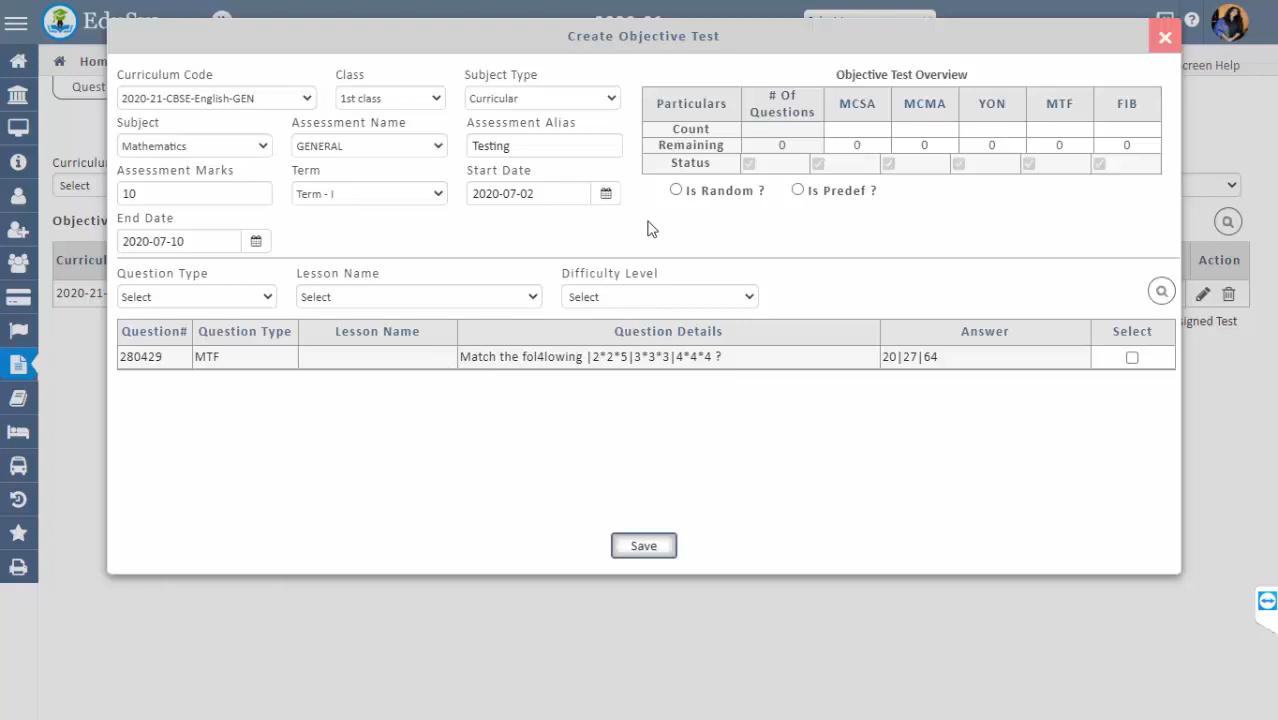 Create Objective Test
Curriculum Code
Class
Subject Type
2020-21-CBSE-English-GEN
1st class
Curricular
Subject
Assessment Name
Assessment Alias
Mathematics
GENERAL
Testing
Assessment Marks
Term
Start Date
10
Term - I
2020-07-02
End Date
2020-07-10
Objective Test Overview
Particulars # Of Questions MCSA MCMA YON MTF FIB
Count
Remaining 0 0 0 0 0 0
Status
Is Random ? Is Predef ?
Question Type
Lesson Name
Difficulty Level
Select
Select
Select
Question# Question Type Lesson Name Question Details Answer Select
280429 MTF Match the fol4lowing |2*2*5|3*3*3|4*4*4 ? 20|27|64
Save
Hom
Quest
Curriculu
Select
Objectiv
Curricul
2020-21-
creen Help
Action
igned Test